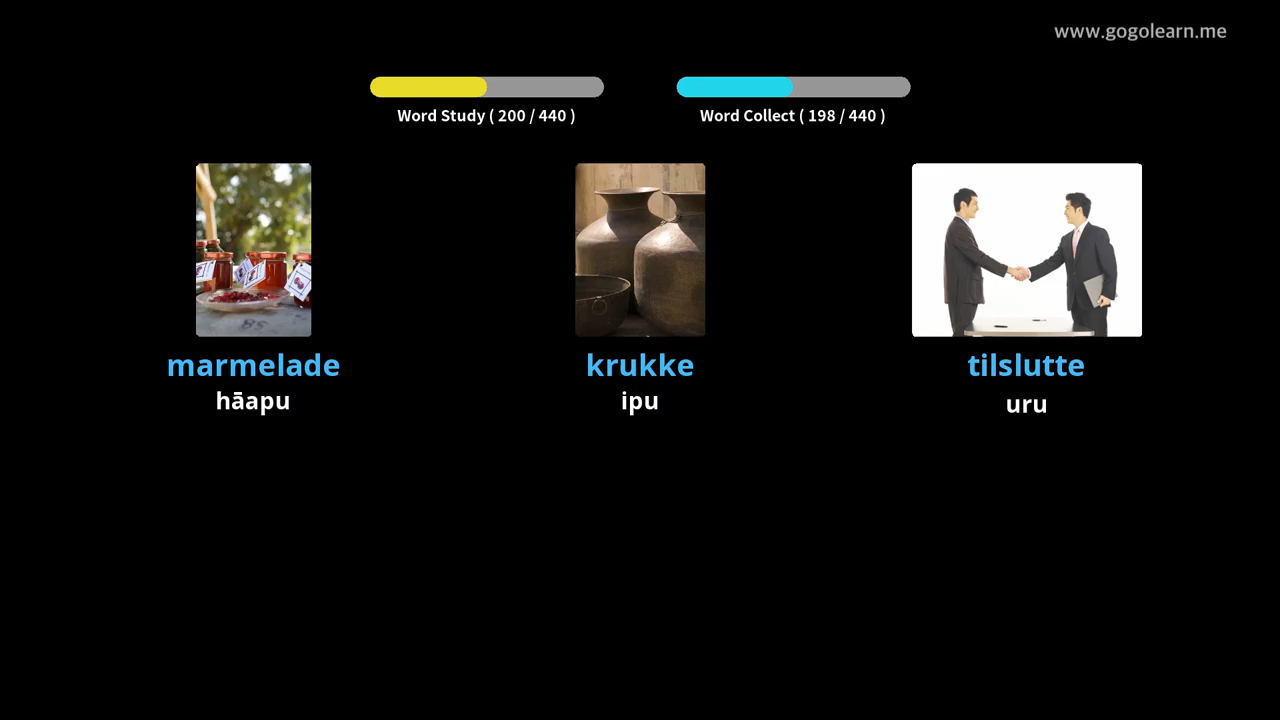 www.gogolearn.me
Word Study ( 200 / 440 )
Word Collect ( 198 / 440 )
marmelade
hāapu
krukke
ipu
tilslutte
uru